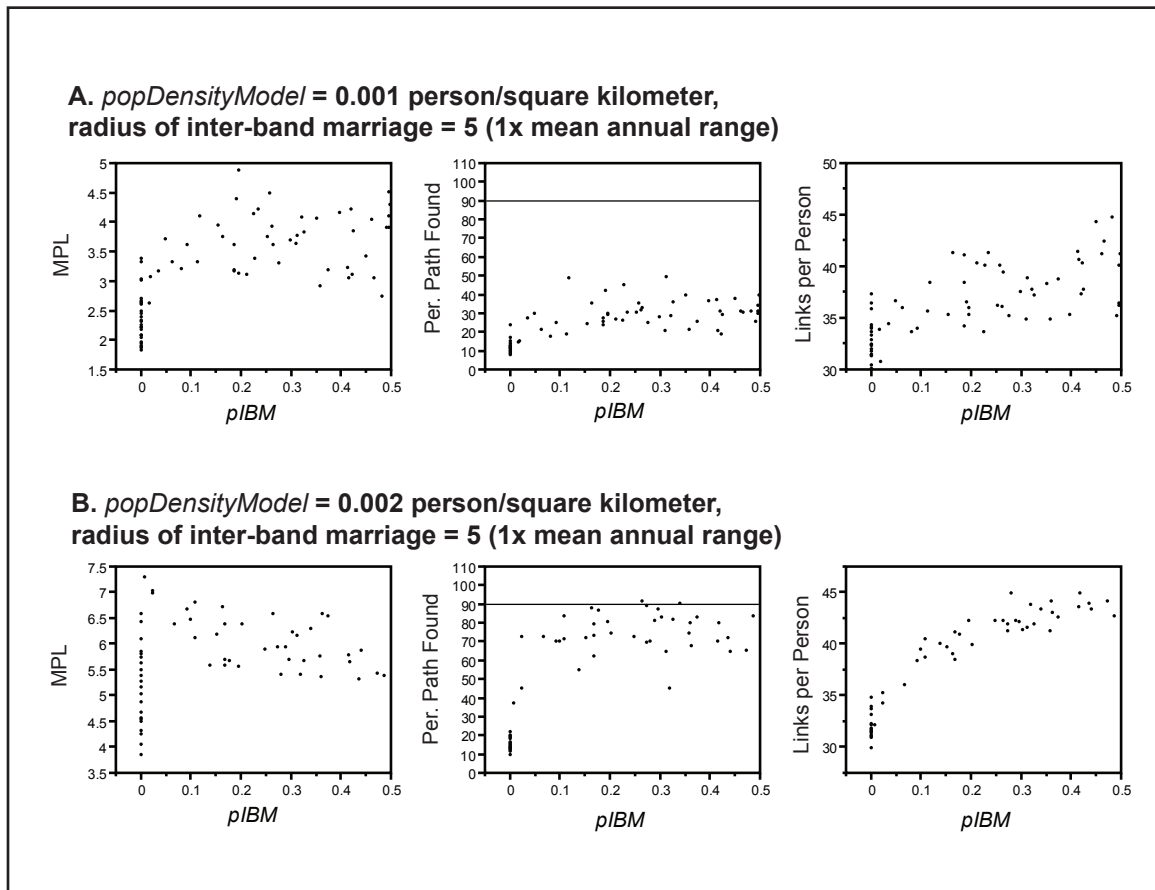 A. popDensityModel = 0.001 person/square kilometer,
radius of inter-band marriage = 5 (1x mean annual range)
MPL
5
4.5
4
3.5
3
2.5
2
1.5
0 0.1 0.2 0.3 0.4 0.5
pIBM
Per. Path Found
110
100
90
80
70
60
50
40
30
20
10
0
0 0.1 0.2 0.3 0.4 0.5
pIBM
Links per Person
50
45
40
35
30
0 0.1 0.2 0.3 0.4 0.5
pIBM
B. popDensityModel = 0.002 person/square kilometer,
radius of inter-band marriage = 5 (1x mean annual range)
MPL
7.5
7
6.5
6
5.5
5
4.5
4
3.5
0 0.1 0.2 0.3 0.4 0.5
pIBM
Per. Path Found
110
100
90
80
70
60
50
40
30
20
10
0
0 0.1 0.2 0.3 0.4 0.5
pIBM
Links per Person
45
40
35
30
0 0.1 0.2 0.3 0.4 0.5
pIBM